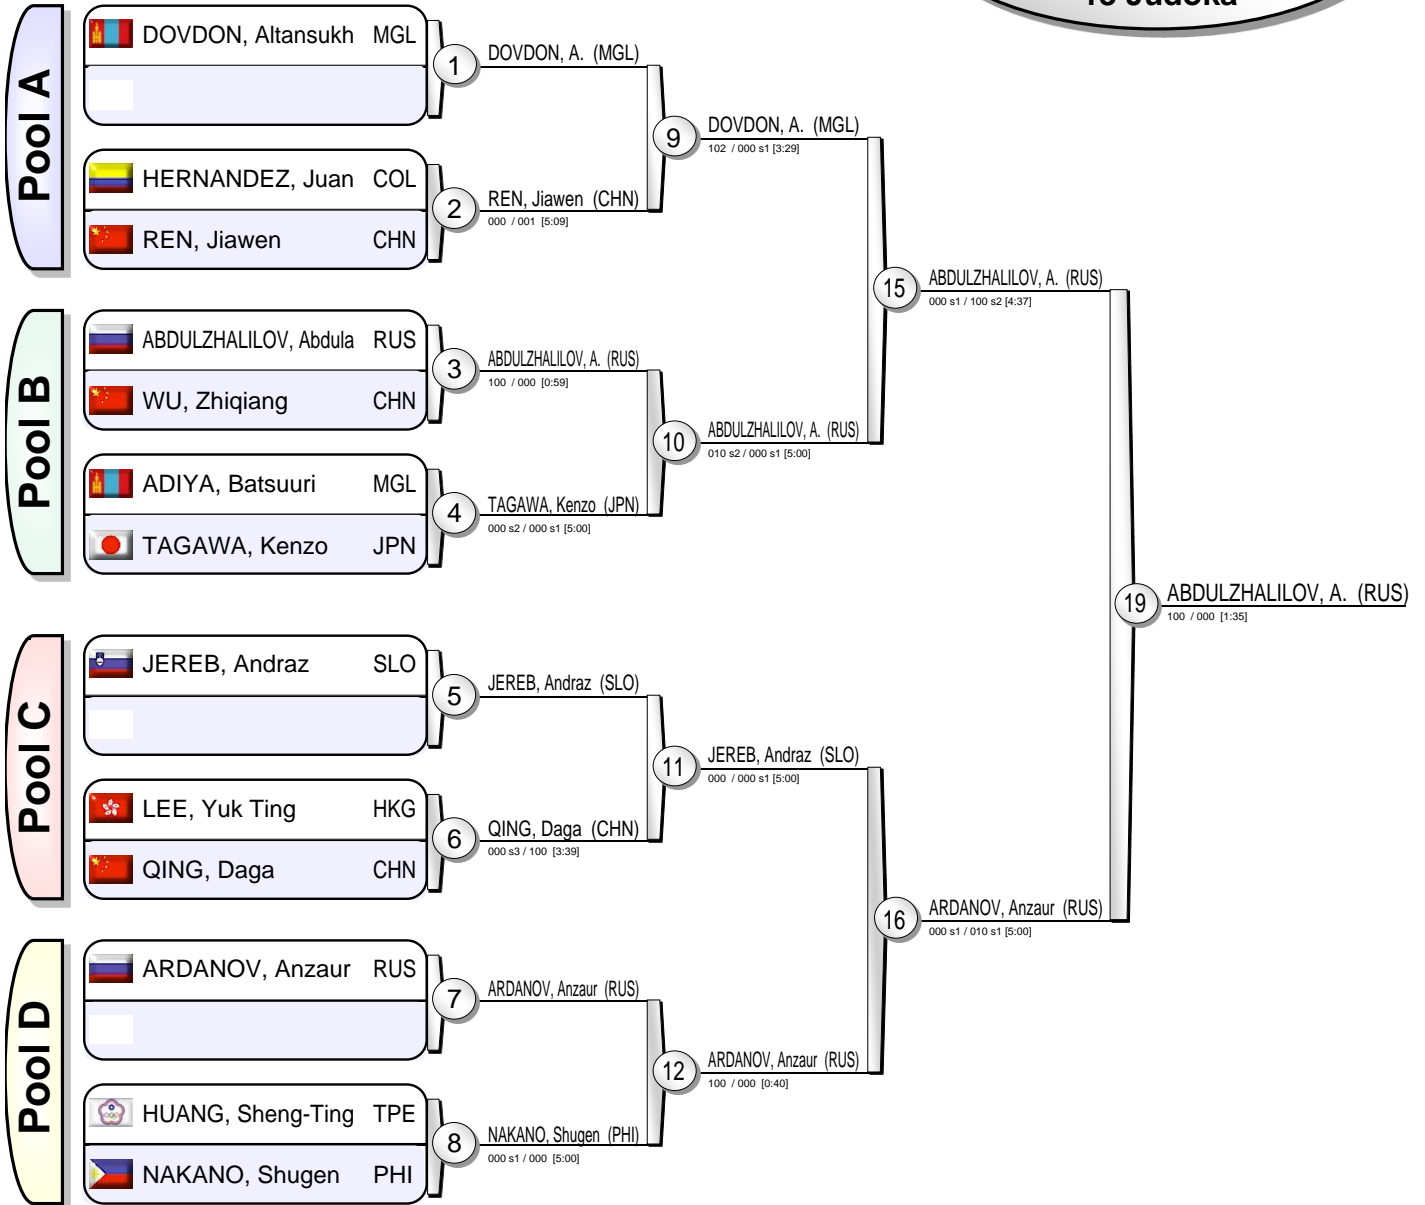 13 Judoka
Pool A
DOVDON, Altansukh MGL
1
DOVDON, A. (MGL)
HERNANDEZ, Juan COL
REN, Jiawen CHN
2
REN, Jiawen (CHN)
000 / 001 [5:09]
9
DOVDON, A. (MGL)
102 / 000 s1 [3:29]
Pool B
ABDULZHALILOV, Abdula RUS
WU, Zhiqiang CHN
3
ABDULZHALILOV, A. (RUS)
100 / 000 [0:59]
ADIYA, Batsuuri MGL
TAGAWA, Kenzo JPN
4
TAGAWA, Kenzo (JPN)
000 s2 / 000 s1 [5:00]
10
ABDULZHALILOV, A. (RUS)
010 s2 / 000 s1 [5:00]
15
ABDULZHALILOV, A. (RUS)
000 s1 / 100 s2 [4:37]
Pool C
JEREB, Andraz SLO
5
JEREB, Andraz (SLO)
LEE, Yuk Ting HKG
QING, Daga CHN
6
QING, Daga (CHN)
000 s3 / 100 [3:39]
11
JEREB, Andraz (SLO)
000 / 000 s1 [5:00]
Pool D
ARDANOV, Anzaur RUS
7
ARDANOV, Anzaur (RUS)
HUANG, Sheng-Ting TPE
NAKANO, Shugen PHI
8
NAKANO, Shugen (PHI)
000 s1 / 000 [5:00]
12
ARDANOV, Anzaur (RUS)
100 / 000 [0:40]
16
ARDANOV, Anzaur (RUS)
000 s1 / 010 s1 [5:00]
19
ABDULZHALILOV, A. (RUS)
100 / 000 [1:35]